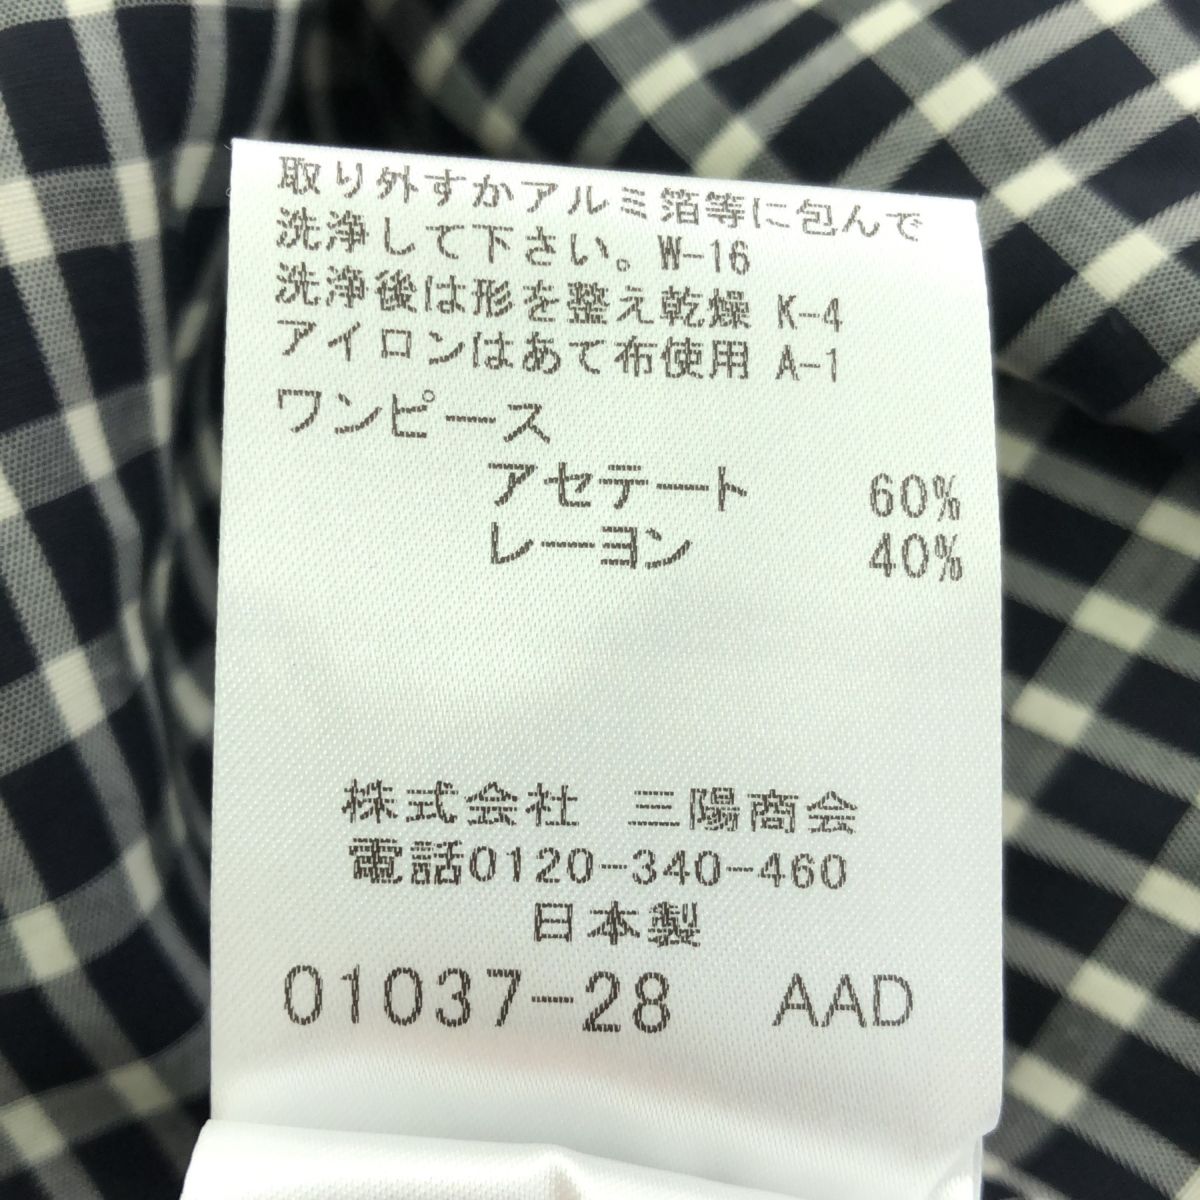 取り外すかアルミ箔等に包んで
洗浄して下さい。W-16
洗浄後は形を整え乾燥 K-4
アイロンはあて布使用 A-1
ワンピース
アセテート 60%
レーヨン 40%
株式会社 三陽商会
電話0120-340-460
日本製
01037-28 AAD